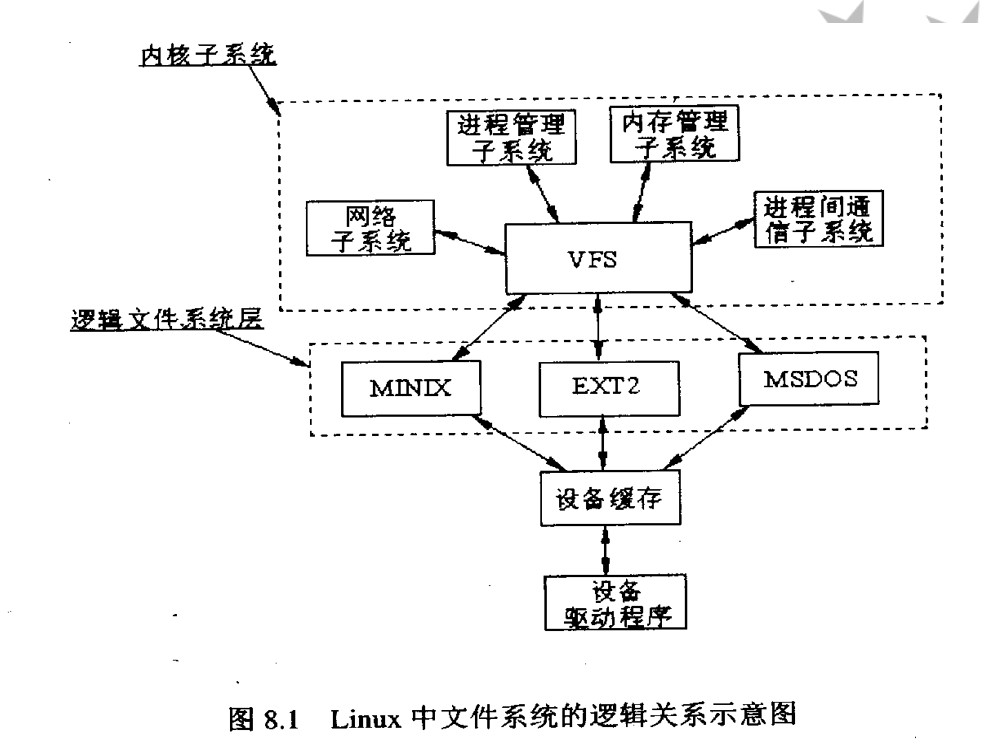 内核子系统
进程管理
子系统
内存管理
子系统
网络
子系统
进程间通
信子系统
VFS
逻辑文件系统层
MINIX
EXT2
MSDOS
设备缓存
设备
驱动程序
图 8.1 Linux 中文件系统的逻辑关系示意图